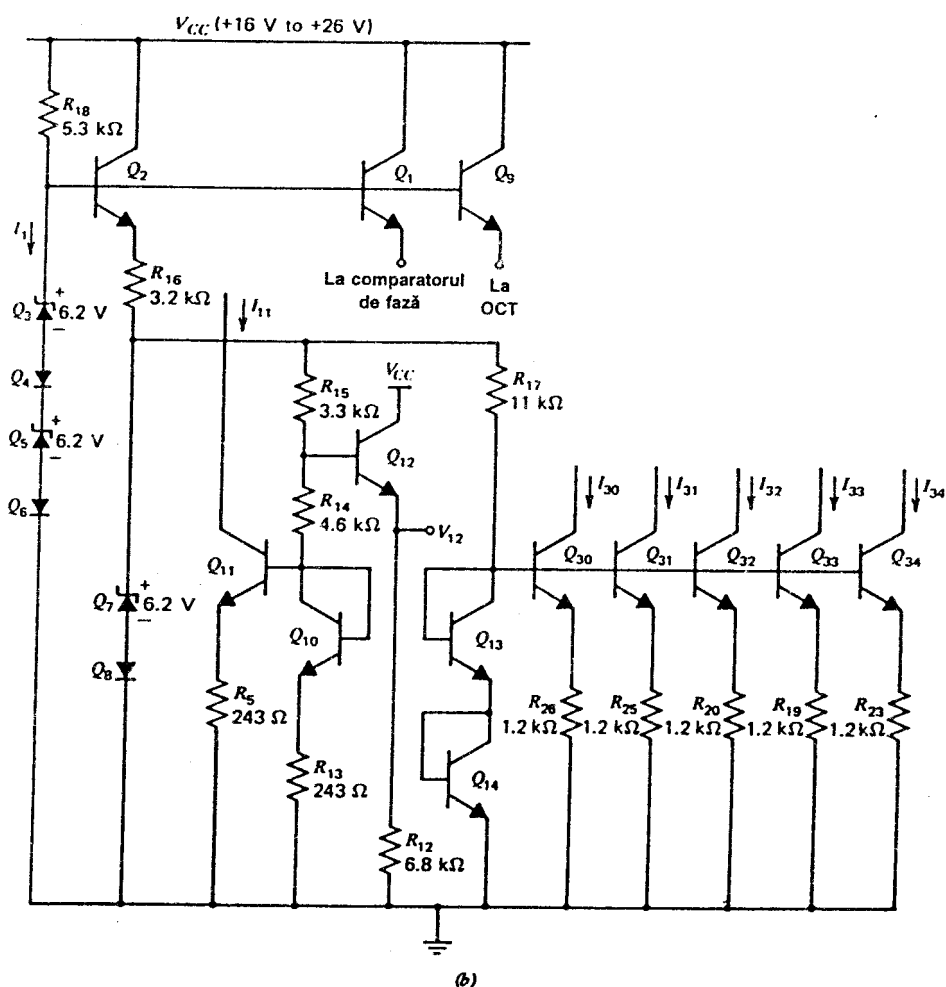 V_CC (+16 V to +26 V)
R18
5.3 kΩ
Q2
Q1
Q9
I1
R16
3.2 kΩ
La comparatorul
de fază
La
OCT
I11
Q3
+
6.2 V
−
Q4
R15
3.3 kΩ
V_CC
R17
11 kΩ
Q5
+
6.2 V
−
Q12
Q6
R14
4.6 kΩ
V12
I30
I31
I32
I33
I34
Q11
Q30
Q31
Q32
Q33
Q34
Q7
+
6.2 V
−
Q10
Q13
Q8
R5
243 Ω
R13
243 Ω
Q14
R12
6.8 kΩ
R26
1.2 kΩ
R25
1.2 kΩ
R20
1.2 kΩ
R19
1.2 kΩ
R23
1.2 kΩ
(b)